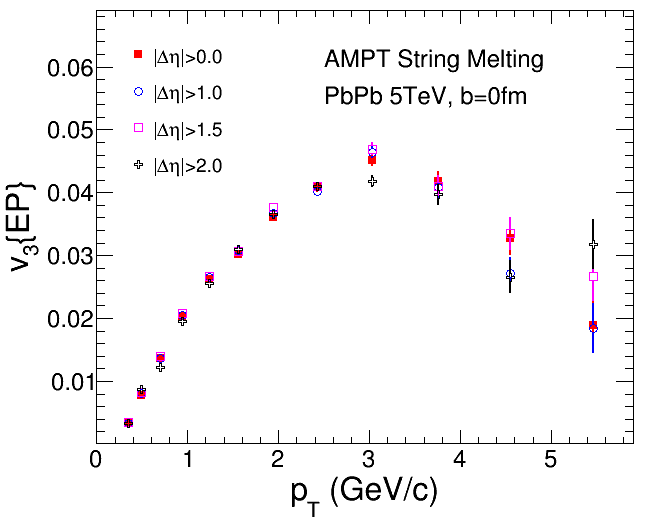 |Δη|>0.0
|Δη|>1.0
|Δη|>1.5
|Δη|>2.0
AMPT String Melting
PbPb 5TeV, b=0fm
v3{EP}
0.06
0.05
0.04
0.03
0.02
0.01
0 1 2 3 4 5
pT (GeV/c)